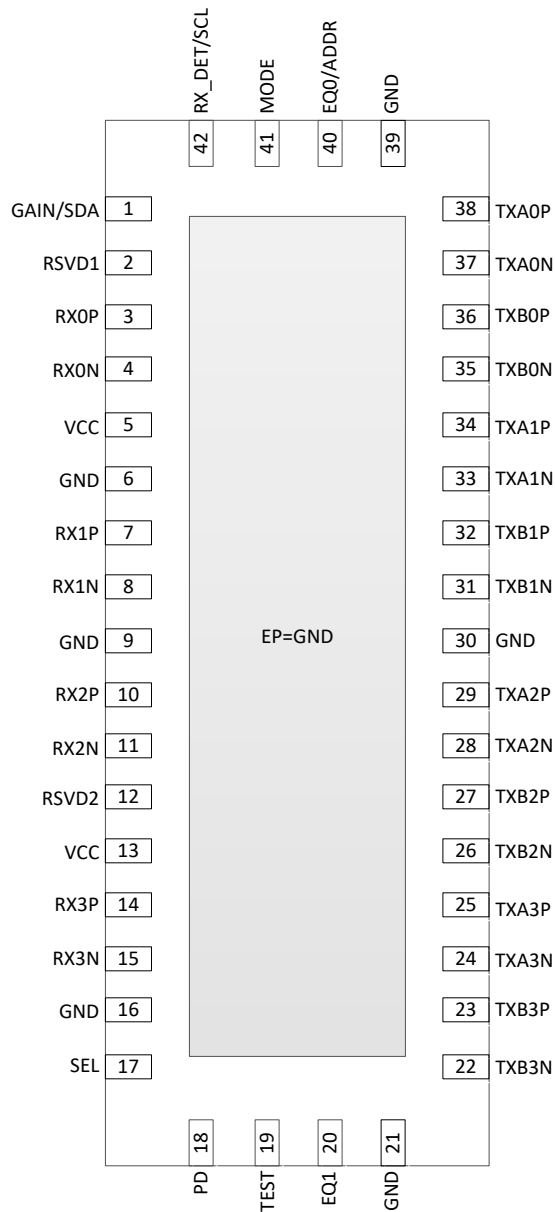 RX_DET/SCL
MODE
EQ0/ADDR
GND
42
41
40
39
GAIN/SDA 1
38 TXA0P
RSVD1 2
37 TXA0N
RX0P 3
36 TXB0P
RX0N 4
35 TXB0N
VCC 5
34 TXA1P
GND 6
33 TXA1N
RX1P 7
32 TXB1P
RX1N 8
31 TXB1N
GND 9
EP=GND
30 GND
RX2P 10
29 TXA2P
RX2N 11
28 TXA2N
RSVD2 12
27 TXB2P
VCC 13
26 TXB2N
RX3P 14
25 TXA3P
RX3N 15
24 TXA3N
GND 16
23 TXB3P
SEL 17
22 TXB3N
18
19
20
21
PD
TEST
EQ1
GND